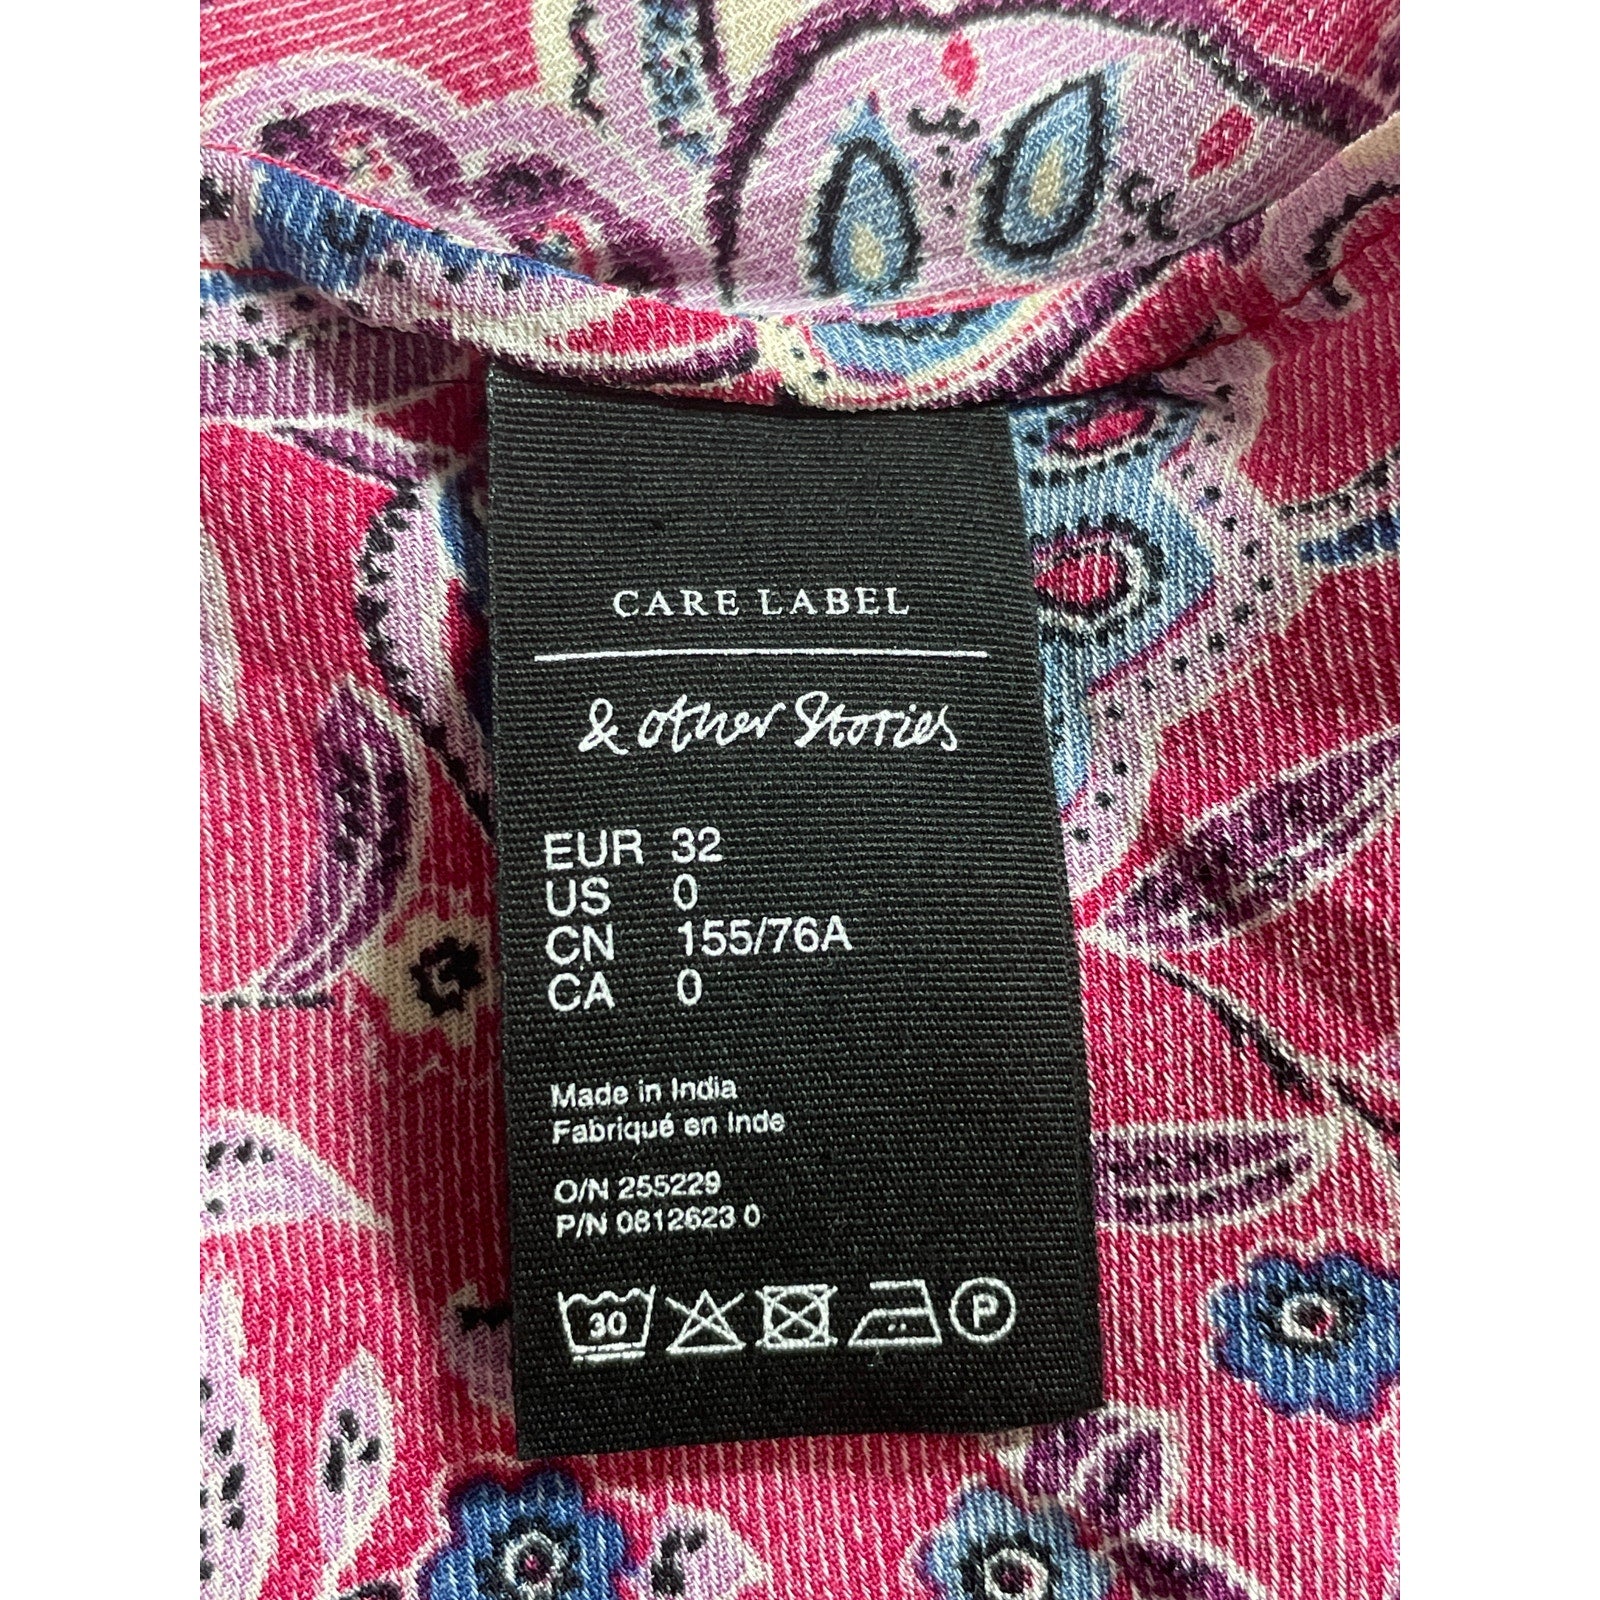 CARE LABEL
& other Stories
EUR 32
US 0
CN 155/76A
CA 0
Made in India
Fabriqué en Inde
O/N 255229
P/N 0812623 0
30 P